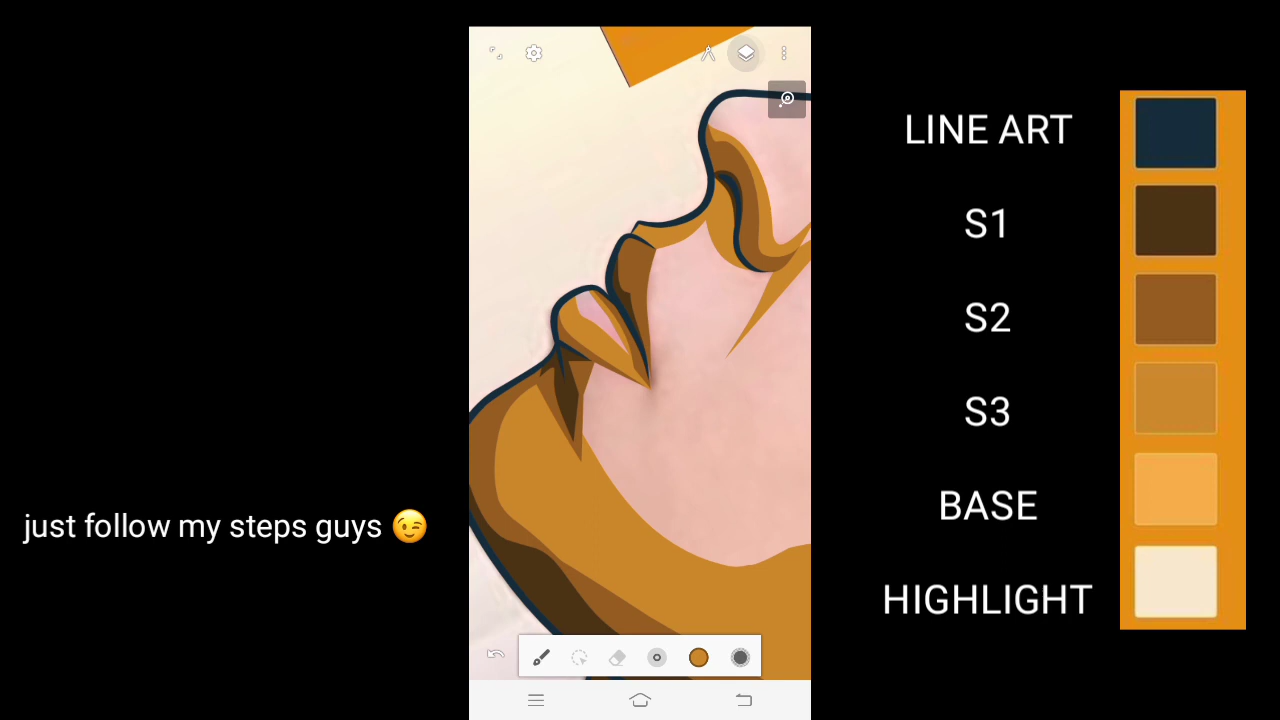 LINE ART
S1
S2
S3
BASE
just follow my steps guys 😉
HIGHLIGHT